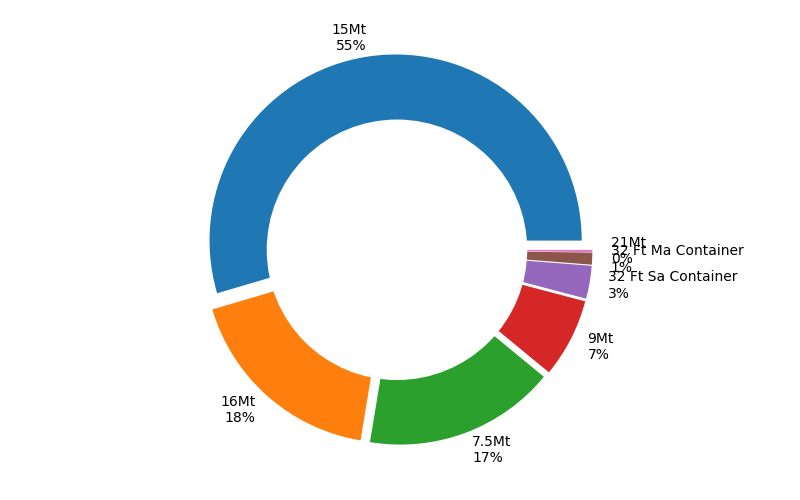 15Mt
55%
21Mt
0%
32 Ft Ma Container
1%
32 Ft Sa Container
3%
9Mt
7%
16Mt
18%
7.5Mt
17%